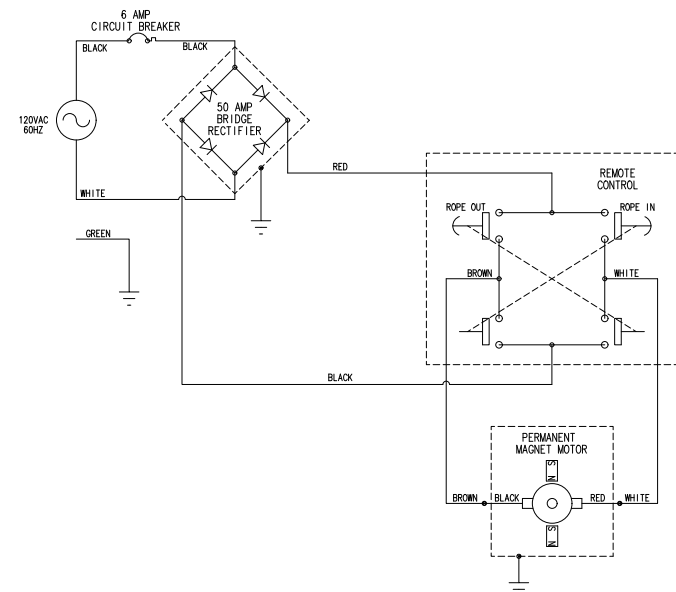 6 AMP
CIRCUIT BREAKER
BLACK
BLACK
120VAC
60HZ
50 AMP
BRIDGE
RECTIFIER
WHITE
GREEN
RED
REMOTE
CONTROL
ROPE OUT
ROPE IN
BROWN
WHITE
BLACK
PERMANENT
MAGNET MOTOR
S N
BROWN
BLACK
RED
WHITE
S N